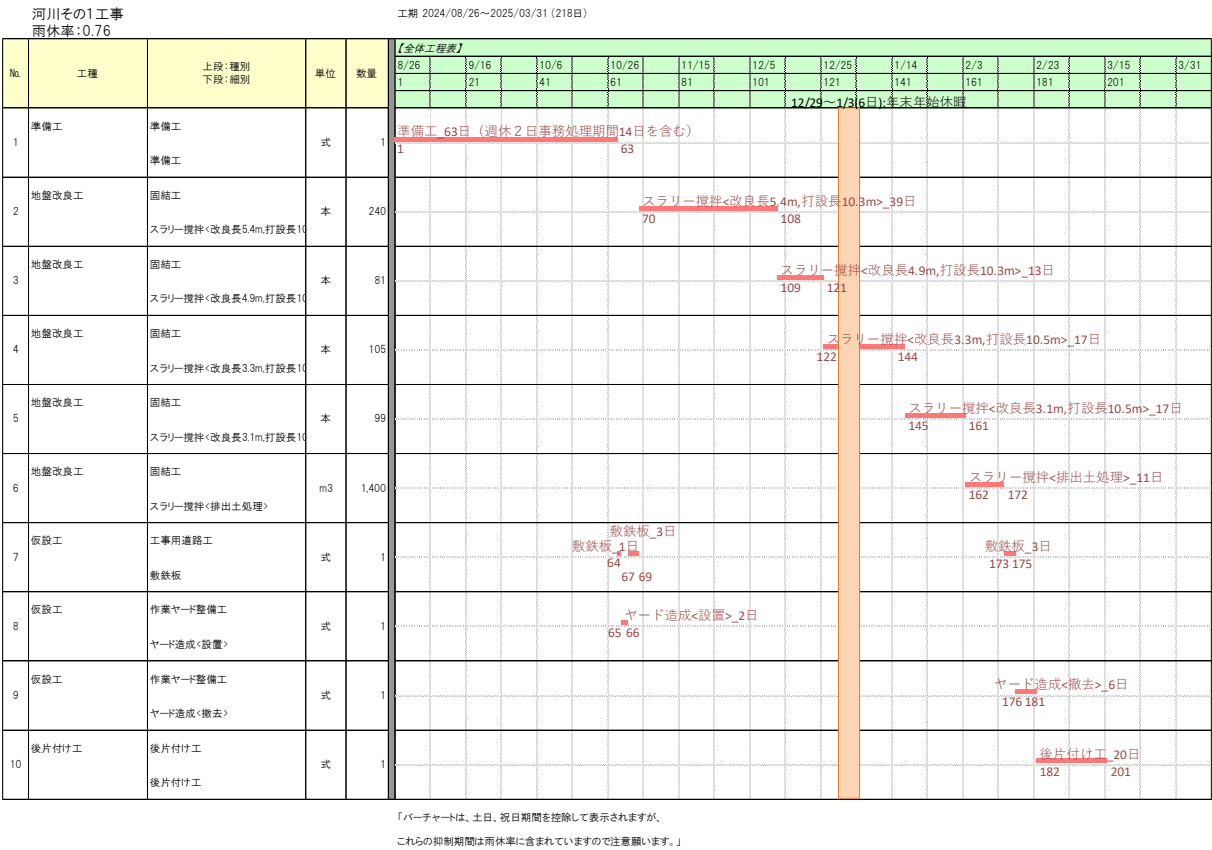 河川その1工事
工期 2024/08/26～2025/03/31 (218日)
雨休率:0.76
No. 工種 上段:種別 単位 数量
下段:細別
【全体工程表】
8/26 9/16 10/6 10/26 11/15 12/5 12/25 1/14 2/3 2/23 3/15 3/31
1 21 41 61 81 101 121 141 161 181 201
12/29～1/3(6日):年末年始休暇
1 準備工 準備工 式 1
準備工
準備工_63日（週休２日事務処理期間14日を含む）
1 63
2 地盤改良工 固結工 本 240
スラリー撹拌<改良長5.4m,打設長10
スラリー撹拌<改良長5.4m,打設長10.3m>_39日
70 108
3 地盤改良工 固結工 本 81
スラリー撹拌<改良長4.9m,打設長10
スラリー撹拌<改良長4.9m,打設長10.3m>_13日
109 121
4 地盤改良工 固結工 本 105
スラリー撹拌<改良長3.3m,打設長10
スラリー撹拌<改良長3.3m,打設長10.5m>_17日
122 144
5 地盤改良工 固結工 本 99
スラリー撹拌<改良長3.1m,打設長10
スラリー撹拌<改良長3.1m,打設長10.5m>_17日
145 161
6 地盤改良工 固結工 m3 1,400
スラリー撹拌<排出土処理>
スラリー撹拌<排出土処理>_11日
162 172
7 仮設工 工事用道路工 式 1
敷鉄板
敷鉄板_3日
敷鉄板_1日 敷鉄板_3日
64 173 175
67 69
8 仮設工 作業ヤード整備工 式 1
ヤード造成<設置>
ヤード造成<設置>_2日
65 66
9 仮設工 作業ヤード整備工 式 1
ヤード造成<撤去>
ヤード造成<撤去>_6日
176 181
10 後片付け工 後片付け工 式 1
後片付け工
後片付け工_20日
182 201
「バーチャートは、土日、祝日期間を控除して表示されますが、
これらの抑制期間は雨休率に含まれていますので注意願います。」